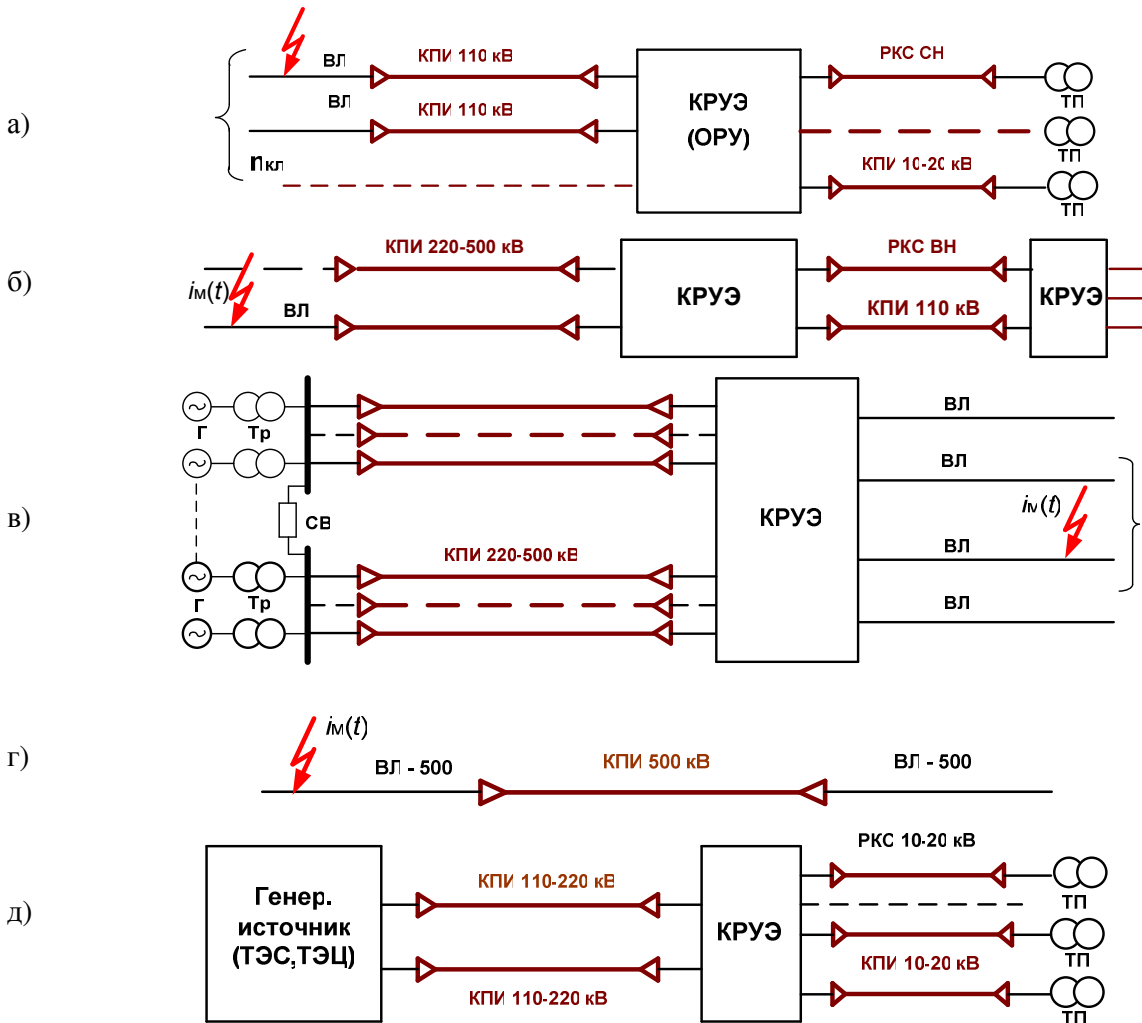 а)
ВЛ
КПИ 110 кВ
ВЛ
КПИ 110 кВ
nкл
КРУЭ
(ОРУ)
РКС СН
ТП
ТП
КПИ 10-20 кВ
ТП
б)
iм(t)
ВЛ
КПИ 220-500 кВ
КРУЭ
РКС ВН
КПИ 110 кВ
КРУЭ
в)
Г
Тр
СВ
Г
Тр
КПИ 220-500 кВ
КПИ 220-500 кВ
КРУЭ
ВЛ
ВЛ
iм(t)
ВЛ
ВЛ
г)
iм(t)
ВЛ - 500
КПИ 500 кВ
ВЛ - 500
д)
Генер.
источник
(ТЭС,ТЭЦ)
КПИ 110-220 кВ
КПИ 110-220 кВ
КРУЭ
РКС 10-20 кВ
ТП
ТП
КПИ 10-20 кВ
ТП